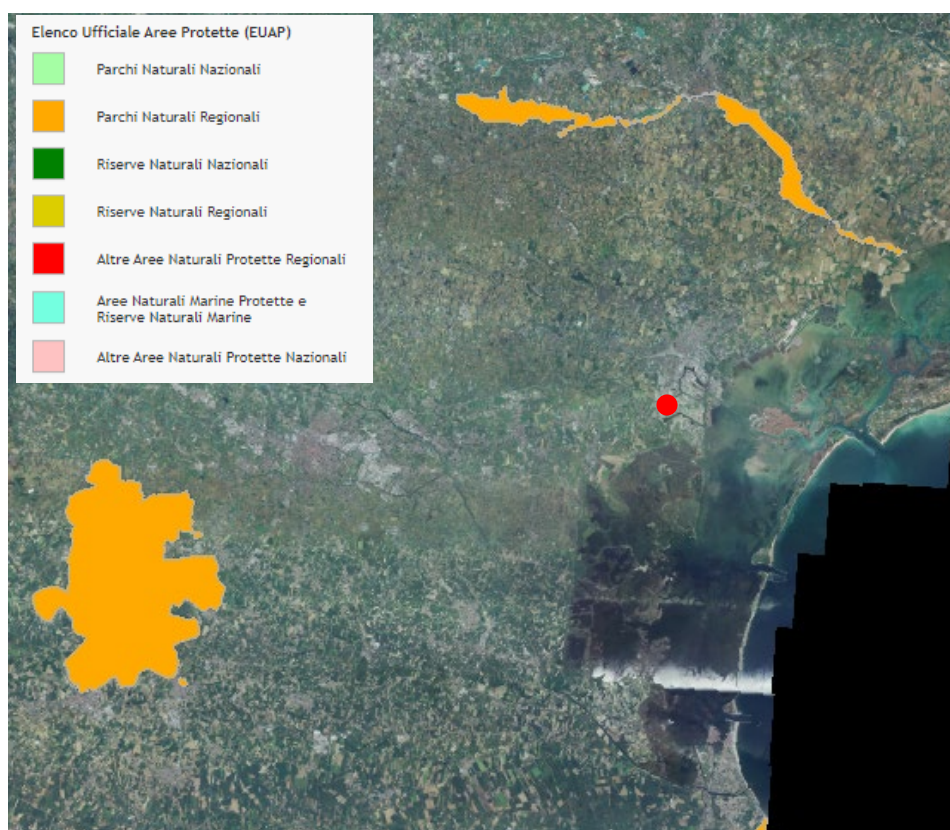 Elenco Ufficiale Aree Protette (EUAP)
Parchi Naturali Nazionali
Parchi Naturali Regionali
Riserve Naturali Nazionali
Riserve Naturali Regionali
Altre Aree Naturali Protette Regionali
Aree Naturali Marine Protette e
Riserve Naturali Marine
Altre Aree Naturali Protette Nazionali